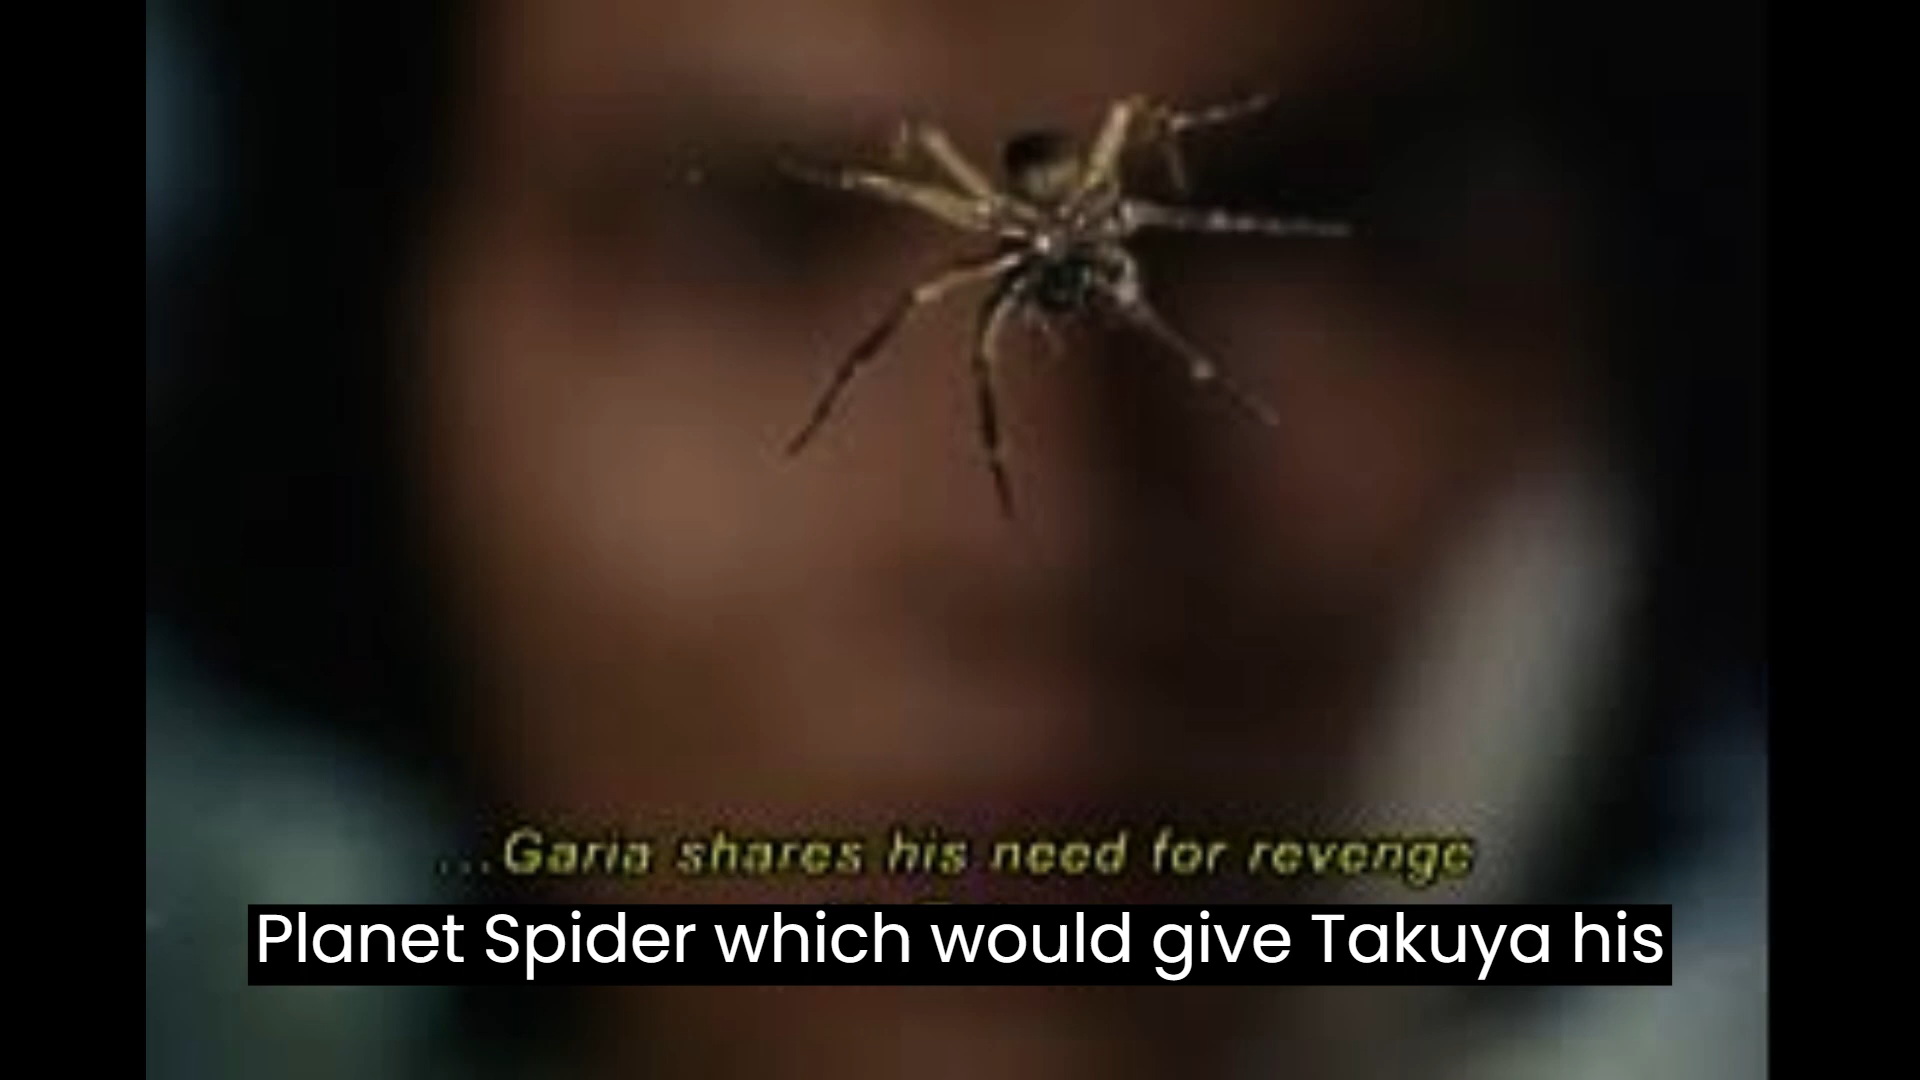 ...Garia shares his need for revenge
Planet Spider which would give Takuya his